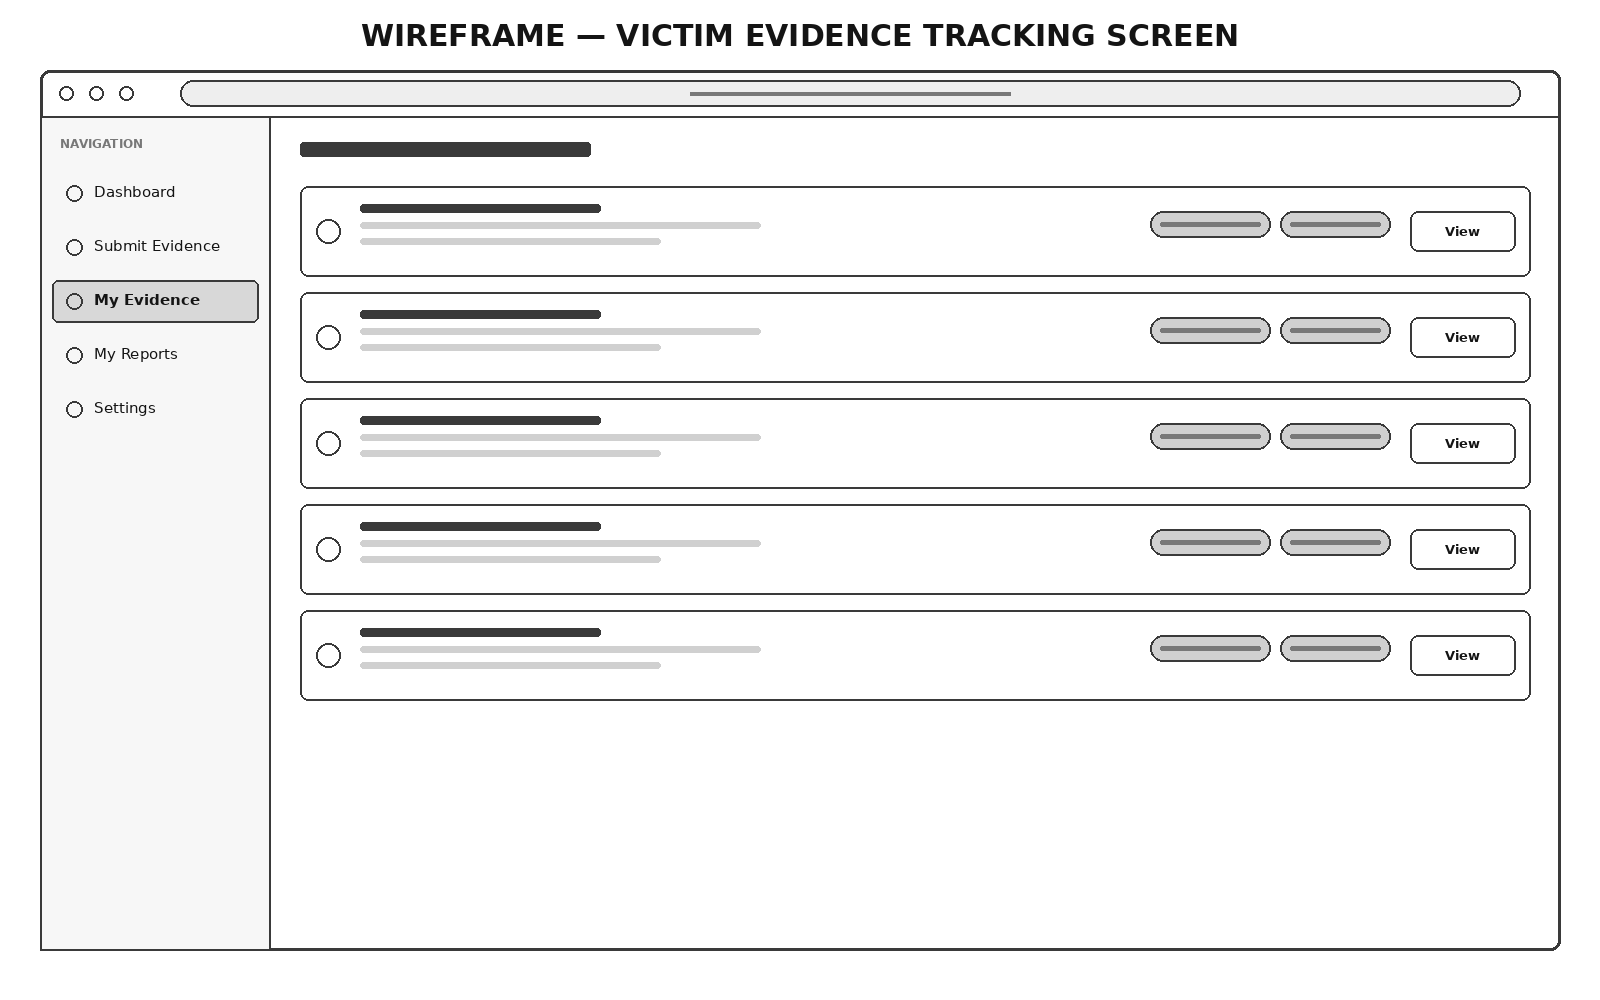 WIREFRAME — VICTIM EVIDENCE TRACKING SCREEN
NAVIGATION
Dashboard
Submit Evidence
My Evidence
My Reports
Settings
View
View
View
View
View